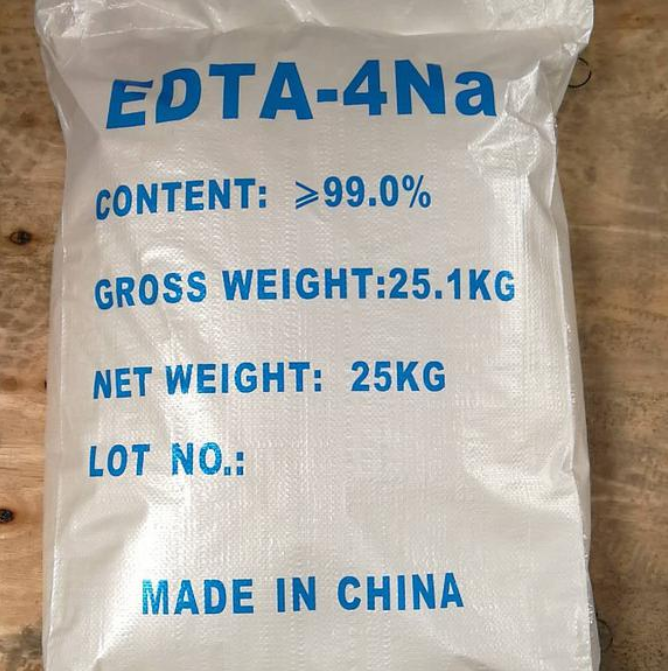 EDTA-4Na
CONTENT: ⩾99.0%
GROSS WEIGHT:25.1KG
NET WEIGHT: 25KG
LOT NO.:
MADE IN CHINA